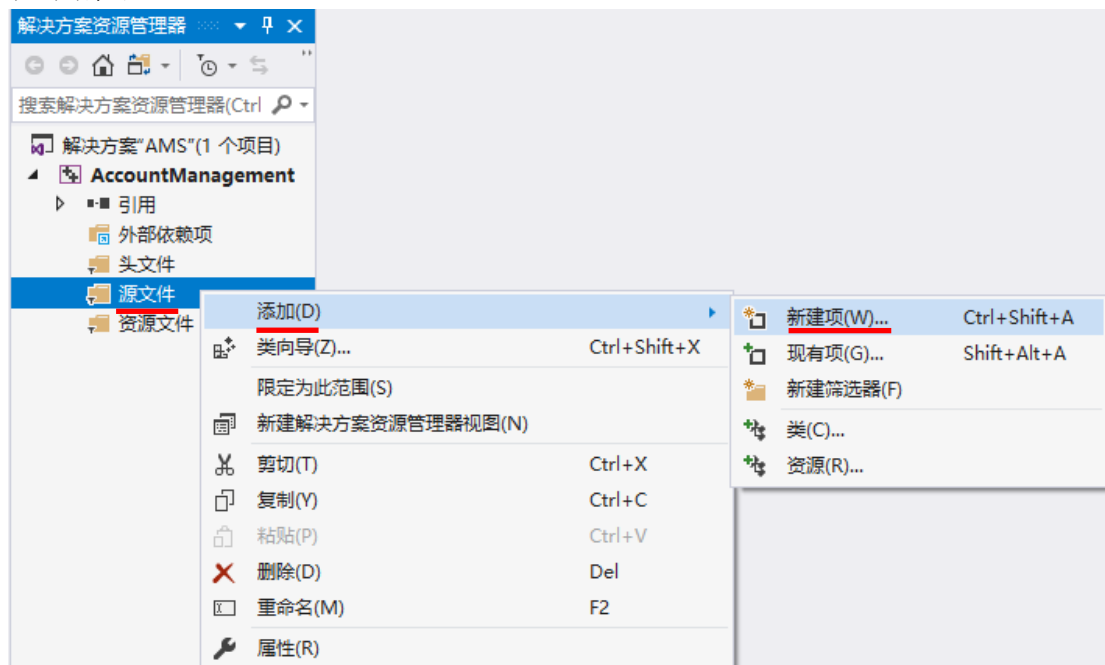 解决方案资源管理器
搜索解决方案资源管理器(Ctrl
解决方案"AMS"(1 个项目)
AccountManagement
引用
外部依赖项
头文件
源文件
资源文件
添加(D)
类向导(Z)... Ctrl+Shift+X
限定为此范围(S)
新建解决方案资源管理器视图(N)
剪切(T) Ctrl+X
复制(Y) Ctrl+C
粘贴(P) Ctrl+V
删除(D) Del
重命名(M) F2
属性(R)
新建项(W)... Ctrl+Shift+A
现有项(G)... Shift+Alt+A
新建筛选器(F)
类(C)...
资源(R)...